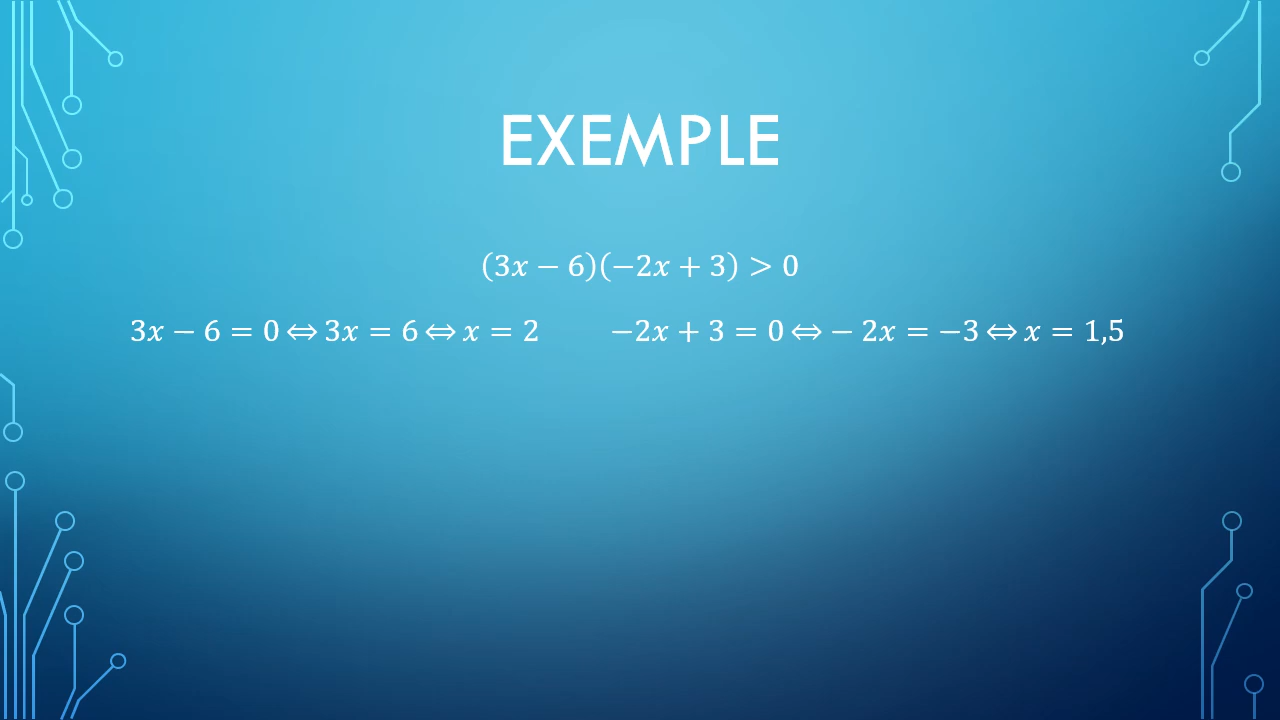 EXEMPLE
(3x − 6)(−2x + 3) > 0
3x − 6 = 0 ⇔ 3x = 6 ⇔ x = 2 −2x + 3 = 0 ⇔ − 2x = −3 ⇔ x = 1,5